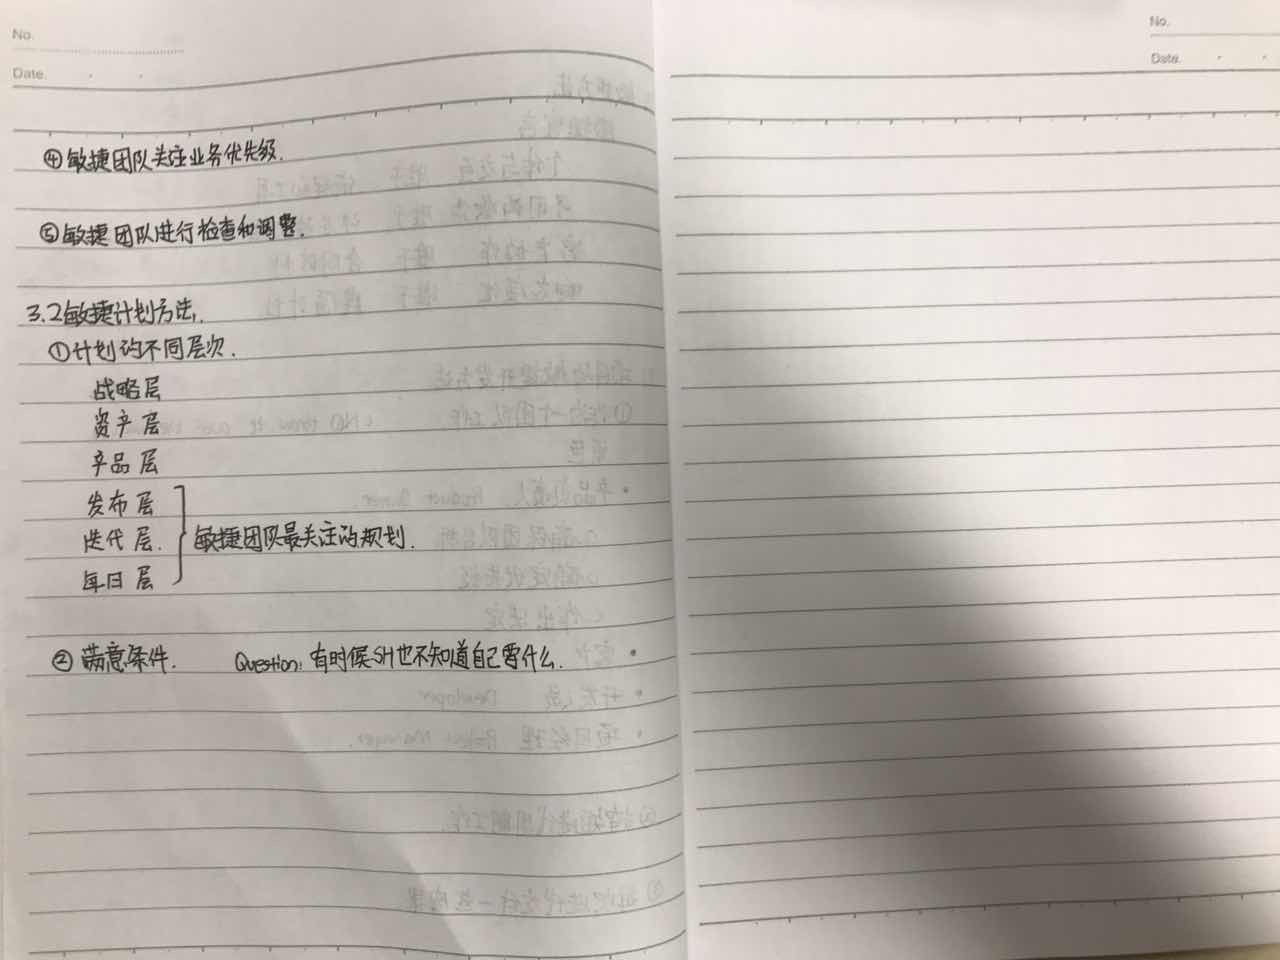 No.
Date.
④敏捷团队关注业务优先级.
⑤敏捷团队进行检查和调整.
3.2敏捷计划方法.
①计划的不同层次.
战略层
资产层
产品层
发布层
迭代层.
敏捷团队最关注的规划.
每日层
②满意条件. Question: 有时候SH也不知道自己要什么.
No.
Date.